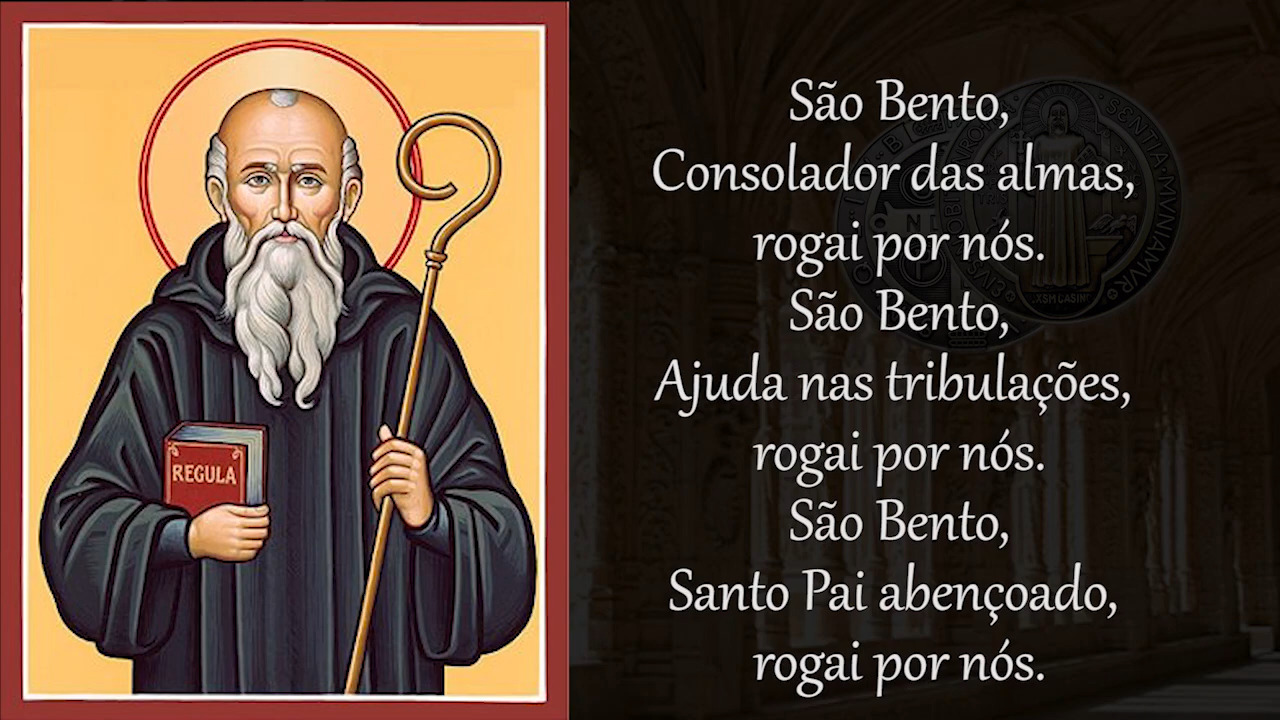 REGULA
São Bento,
Consolador das almas,
rogai por nós.
São Bento,
Ajuda nas tribulações,
rogai por nós.
São Bento,
Santo Pai abençoado,
rogai por nós.